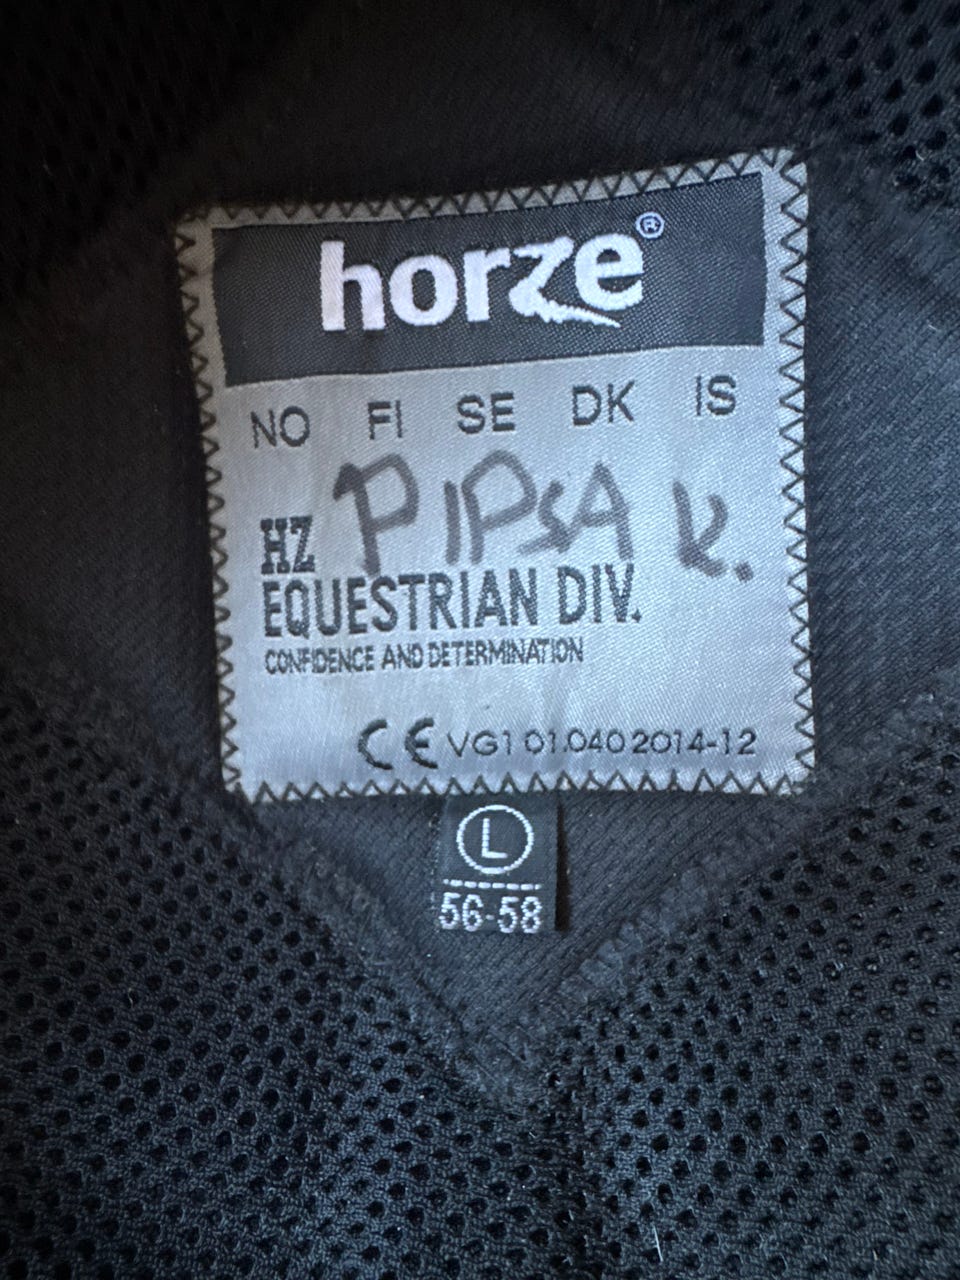 horze®
NO FI SE DK IS
PIPSA K.
HZ
EQUESTRIAN DIV.
CONFIDENCE AND DETERMINATION
CE VG1 01.040 2014-12
L
56-58